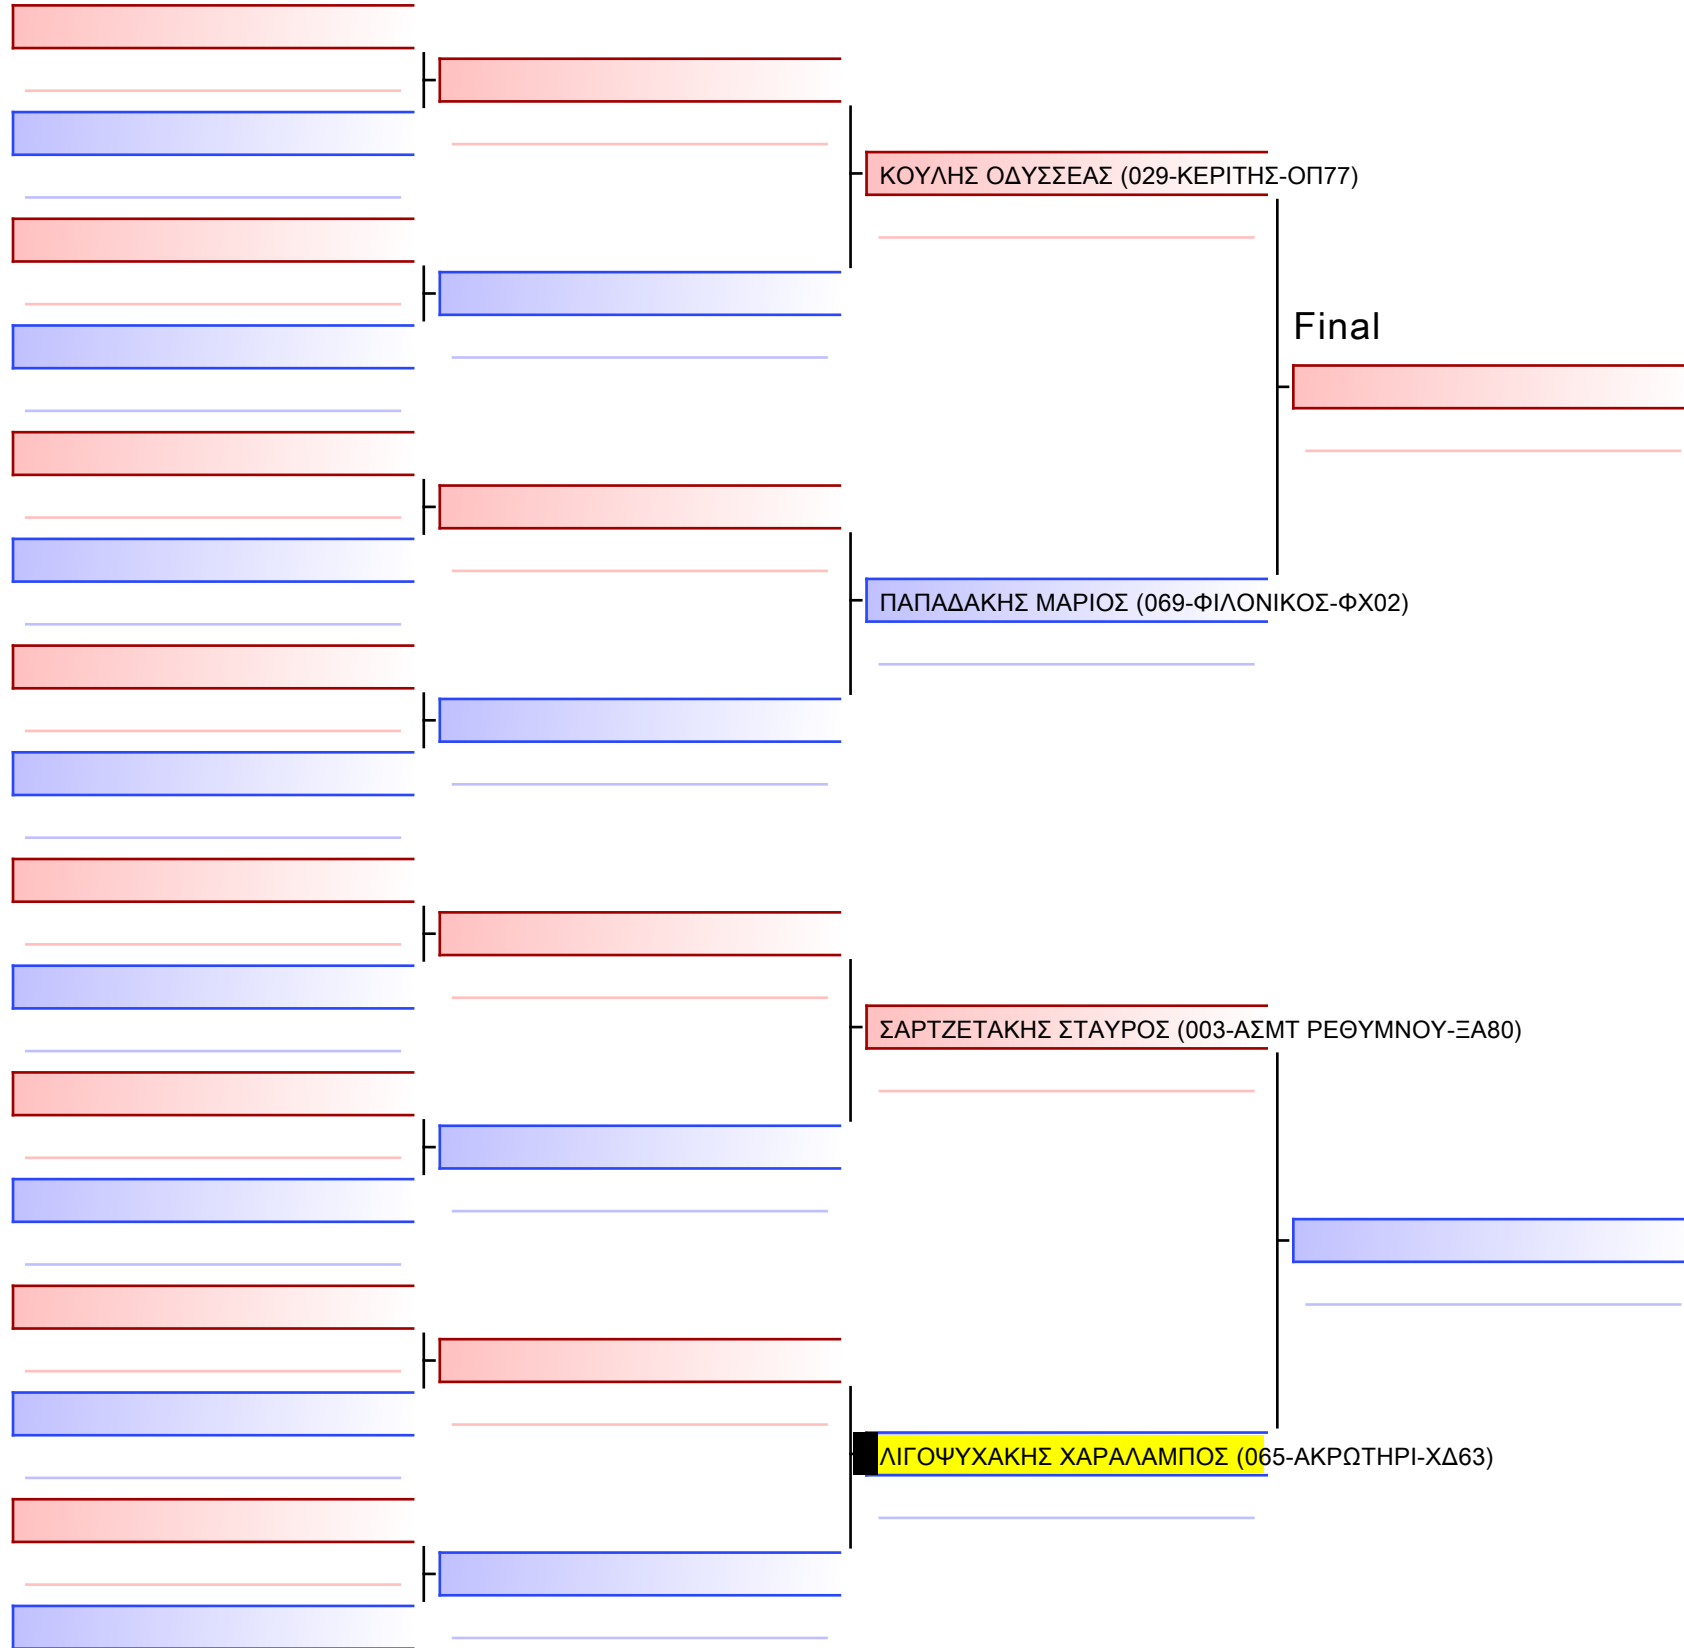 ΚΟΥΛΗΣ ΟΔΥΣΣΕΑΣ (029-ΚΕΡΙΤΗΣ-ΟΠ77)
Final
ΠΑΠΑΔΑΚΗΣ ΜΑΡΙΟΣ (069-ΦΙΛΟΝΙΚΟΣ-ΦΧ02)
ΣΑΡΤΖΕΤΑΚΗΣ ΣΤΑΥΡΟΣ (003-ΑΣΜΤ ΡΕΘΥΜΝΟΥ-ΞΑ80)
ΛΙΓΟΨΥΧΑΚΗΣ ΧΑΡΑΛΑΜΠΟΣ (065-ΑΚΡΩΤΗΡΙ-ΧΔ63)